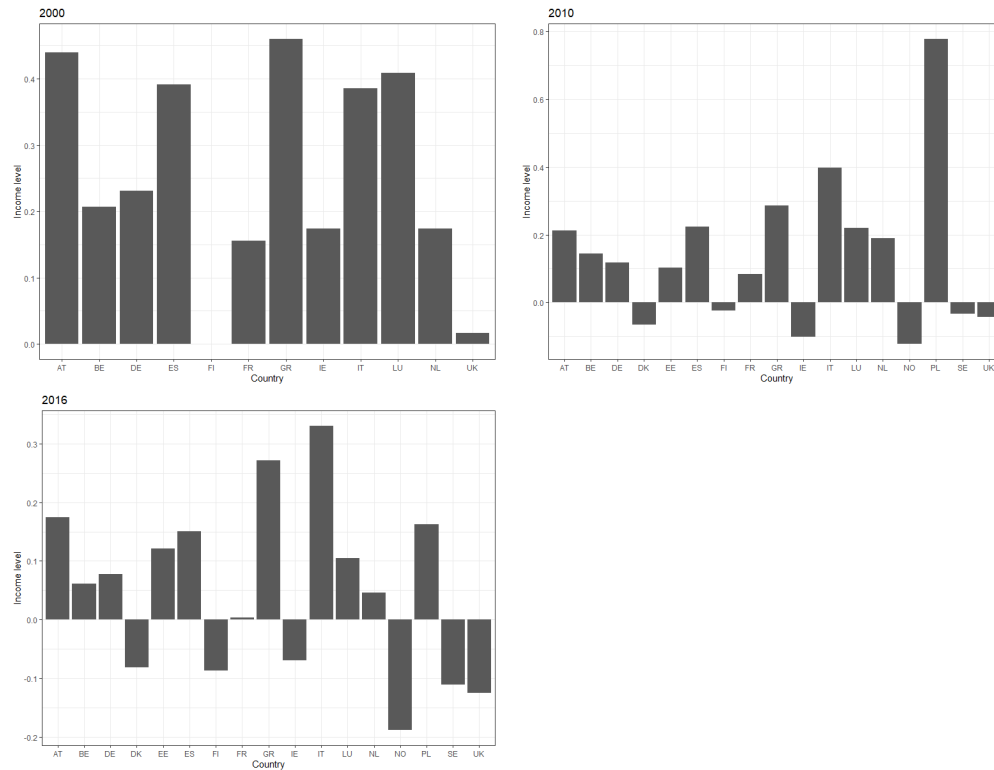 2000
Income level
0.4
0.3
0.2
0.1
0.0
AT BE DE ES FI FR GR IE IT LU NL UK
Country
2010
Income level
0.8
0.6
0.4
0.2
0.0
AT BE DE DK EE ES FI FR GR IE IT LU NL NO PL SE UK
Country
2016
Income level
0.3
0.2
0.1
0.0
-0.1
-0.2
AT BE DE DK EE ES FI FR GR IE IT LU NL NO PL SE UK
Country